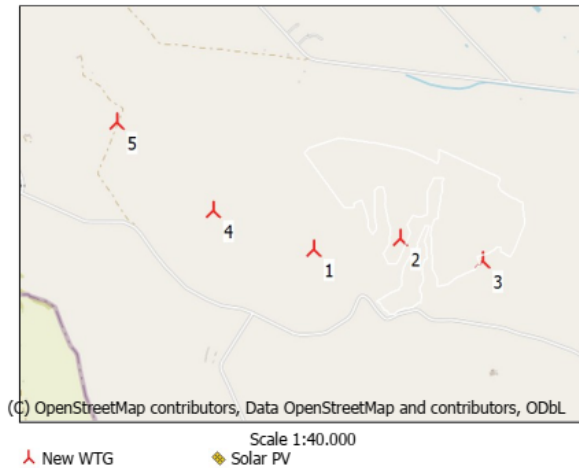 5
4
1
2
3
(C) OpenStreetMap contributors, Data OpenStreetMap and contributors, ODbL
Scale 1:40.000
New WTG Solar PV